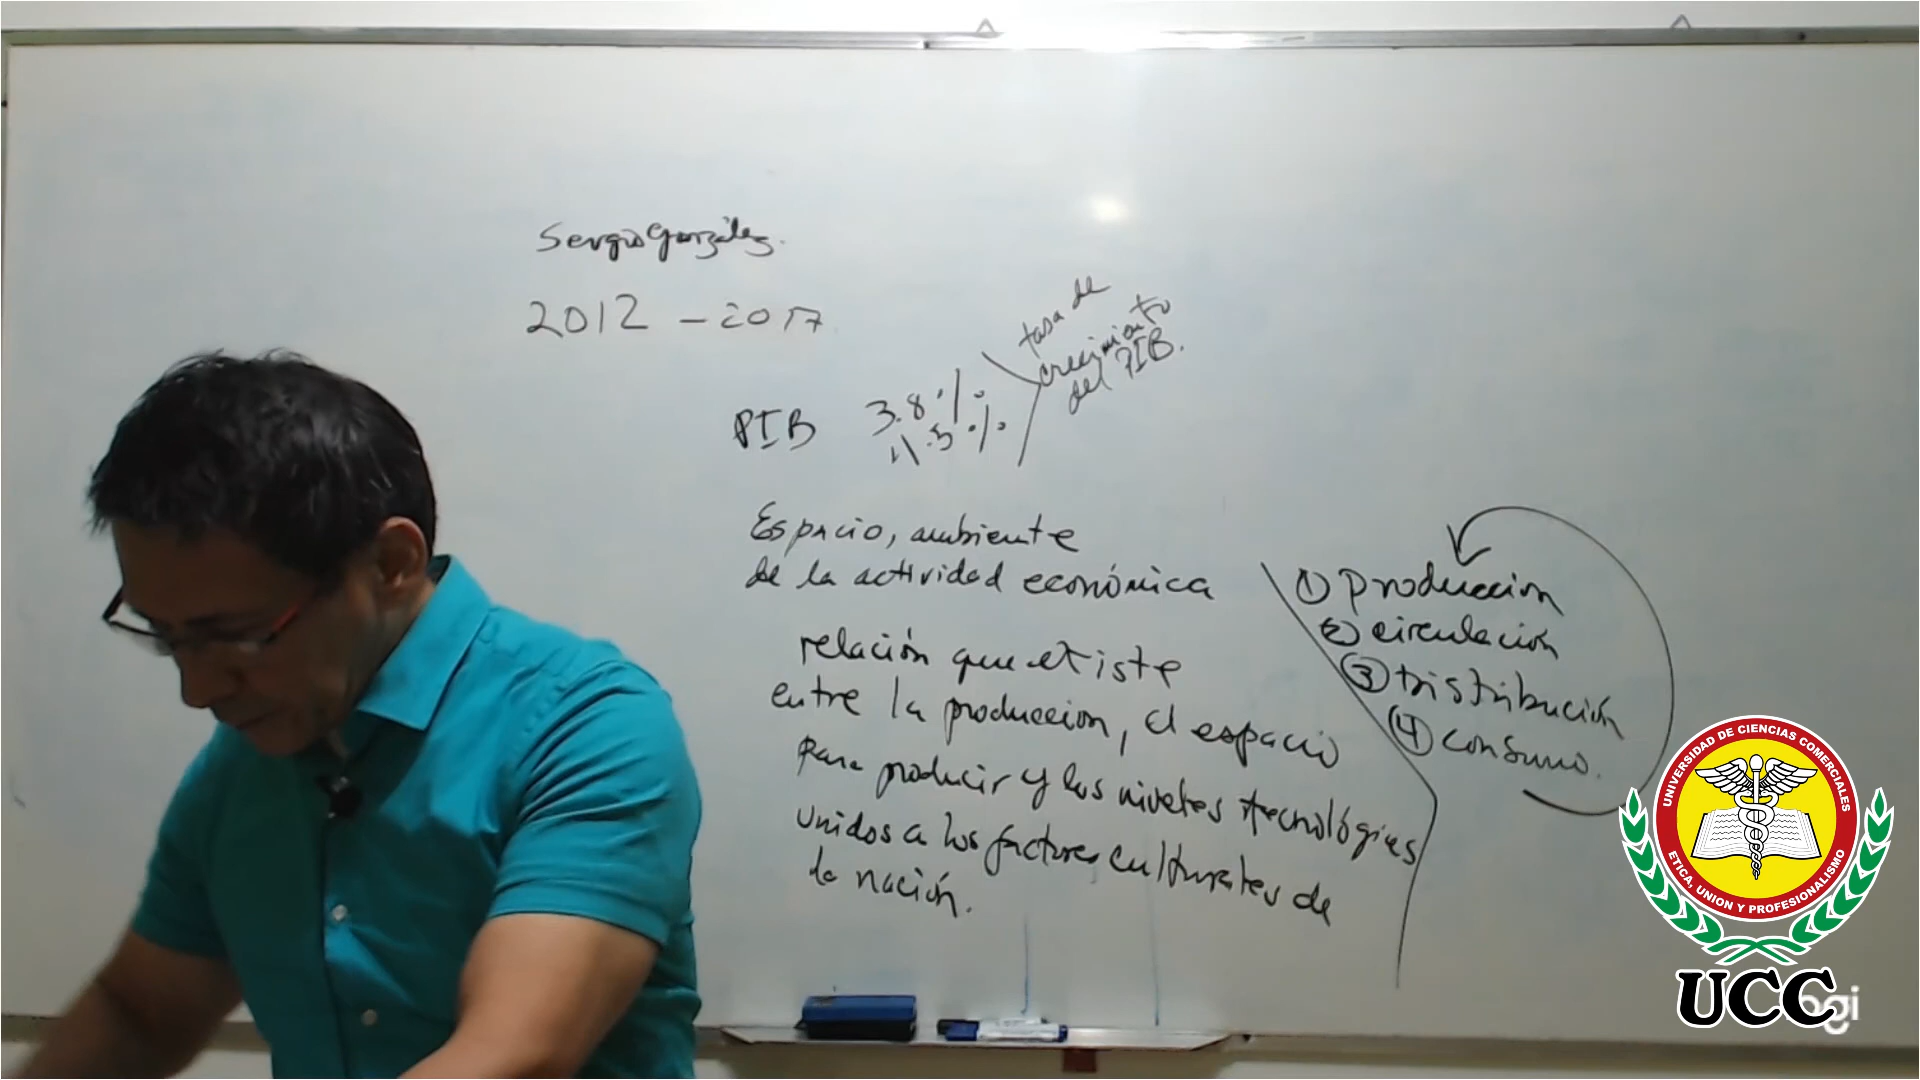 Sergio González.
2012 - 2017
tasa de
crecimiento
del PIB.
PIB 3.8%
4.5%
Espacio, ambiente
de la actividad económica
relación que existe
entre la produccion, el espacio
para producir y los niveles tecnológicos
unidos a los factores culturales de
la nación.
① produccion
② circulación
③ distribución
④ consumo.
UNIVERSIDAD DE CIENCIAS COMERCIALES
ETICA, UNION Y PROFESIONALISMO
UCC